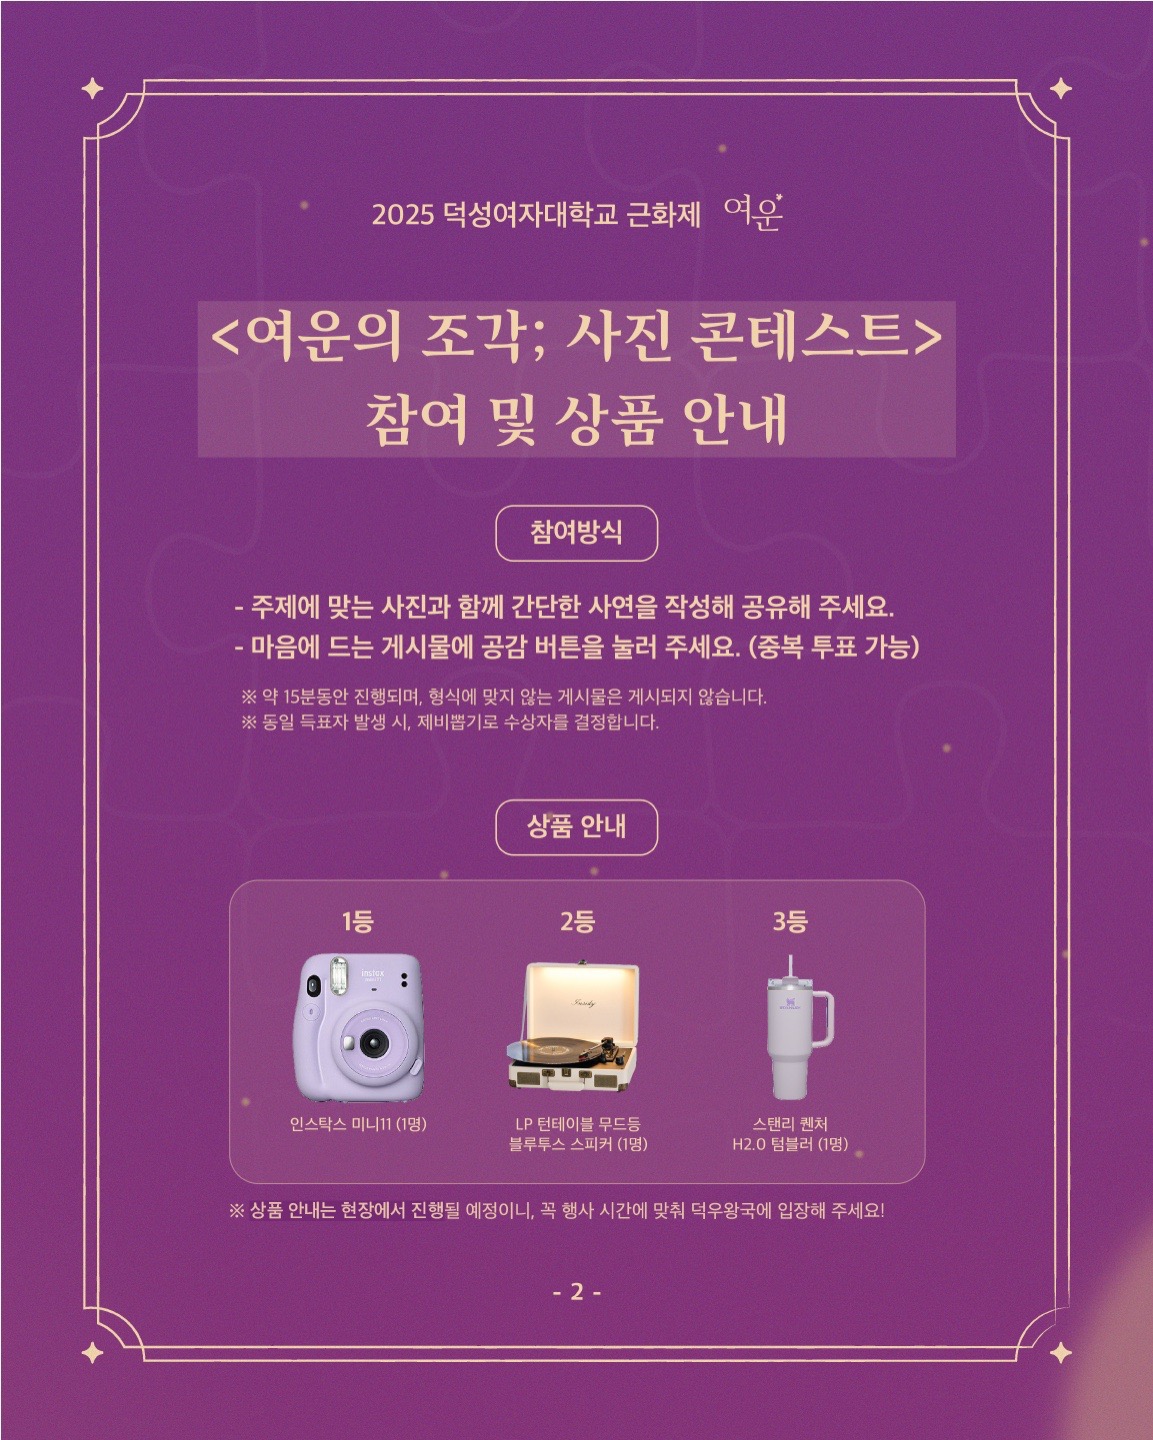 2025 덕성여자대학교 근화제 여운
<여운의 조각; 사진 콘테스트>
참여 및 상품 안내
참여방식
- 주제에 맞는 사진과 함께 간단한 사연을 작성해 공유해 주세요.
- 마음에 드는 게시물에 공감 버튼을 눌러 주세요. (중복 투표 가능)
※ 약 15분동안 진행되며, 형식에 맞지 않는 게시물은 게시되지 않습니다.
※ 동일 득표자 발생 시, 제비뽑기로 수상자를 결정합니다.
상품 안내
1등
2등
3등
instax
인스탁스 미니11 (1명)
LP 턴테이블 무드등
블루투스 스피커 (1명)
스탠리 퀜처
H2.0 텀블러 (1명)
※ 상품 안내는 현장에서 진행될 예정이니, 꼭 행사 시간에 맞춰 덕우왕국에 입장해 주세요!
- 2 -